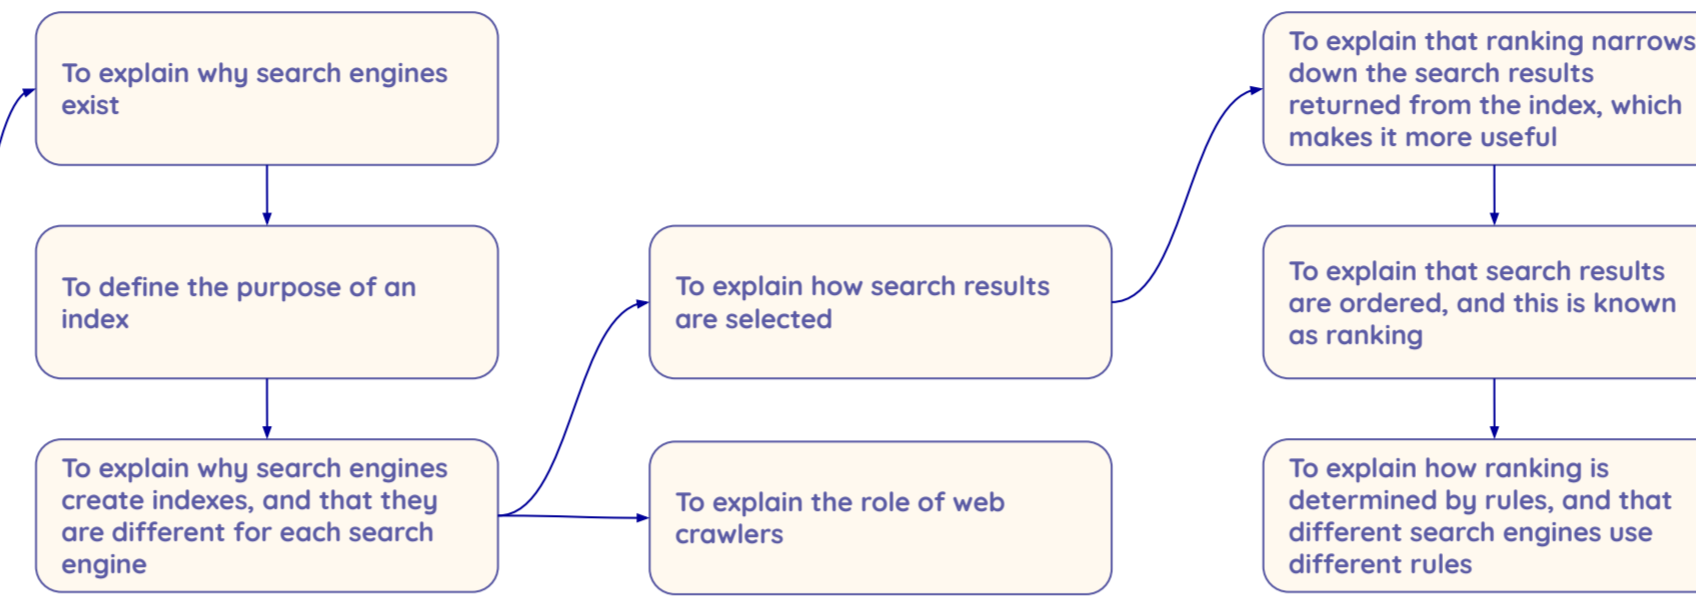 To explain why search engines
exist
To define the purpose of an
index
To explain why search engines
create indexes, and that they
are different for each search
engine
To explain how search results
are selected
To explain the role of web
crawlers
To explain that ranking narrows
down the search results
returned from the index, which
makes it more useful
To explain that search results
are ordered, and this is known
as ranking
To explain how ranking is
determined by rules, and that
different search engines use
different rules